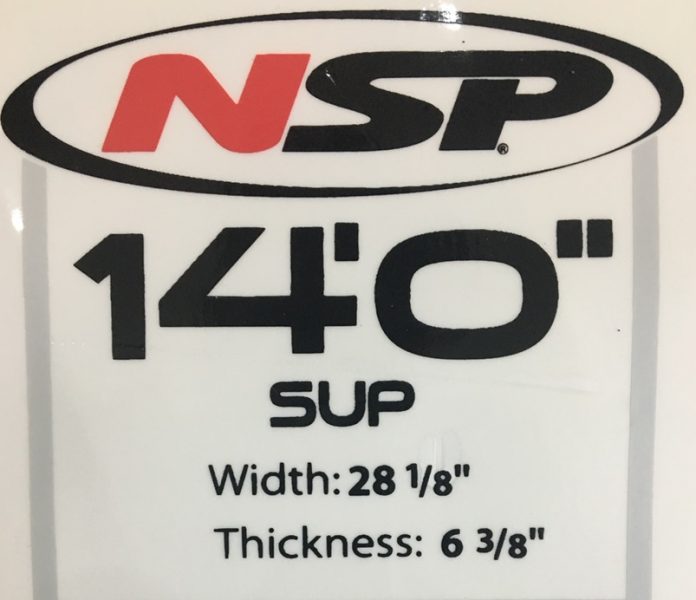 NSP®
14'0"
SUP
Width: 28 1/8"
Thickness: 6 3/8"